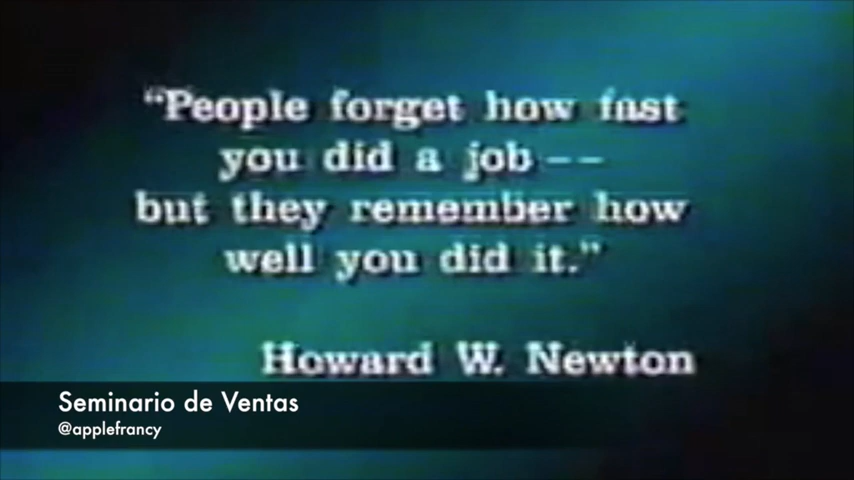 “People forget how fast
you did a job --
but they remember how
well you did it.”
Howard W. Newton
Seminario de Ventas
@applefrancy